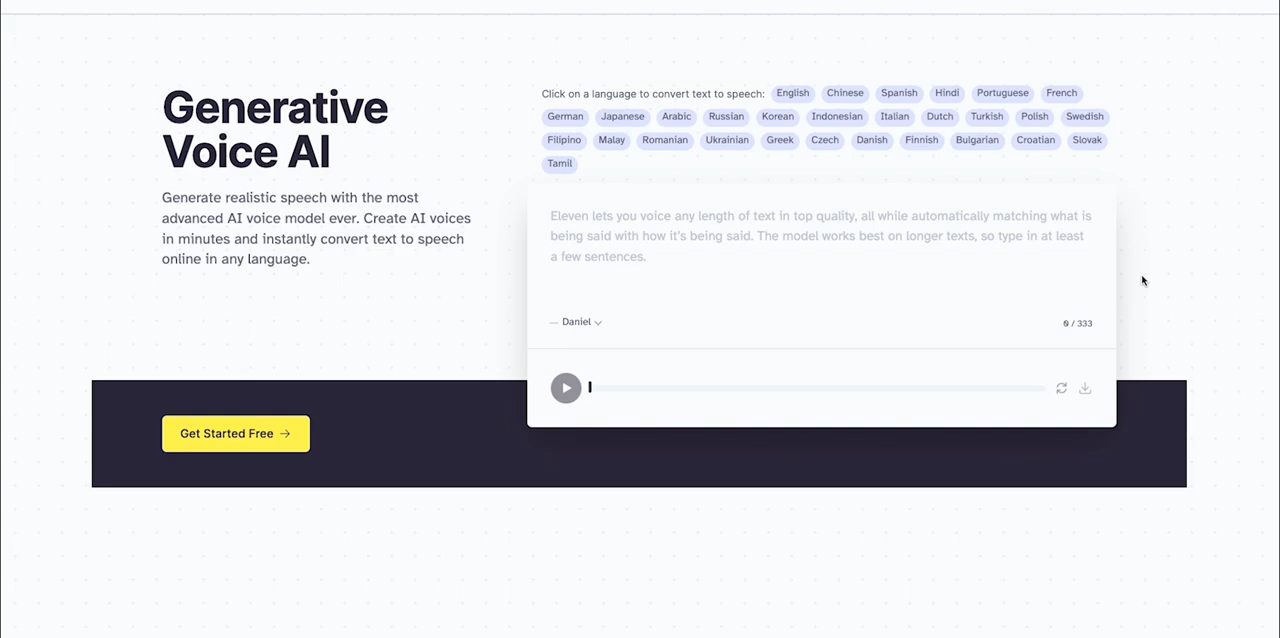 Generative
Voice AI
Generate realistic speech with the most
advanced AI voice model ever. Create AI voices
in minutes and instantly convert text to speech
online in any language.
Get Started Free →
Click on a language to convert text to speech: English Chinese Spanish Hindi Portuguese French
German Japanese Arabic Russian Korean Indonesian Italian Dutch Turkish Polish Swedish
Filipino Malay Romanian Ukrainian Greek Czech Danish Finnish Bulgarian Croatian Slovak
Tamil
Eleven lets you voice any length of text in top quality, all while automatically matching what is
being said with how it's being said. The model works best on longer texts, so type in at least
a few sentences.
— Daniel
0 / 333